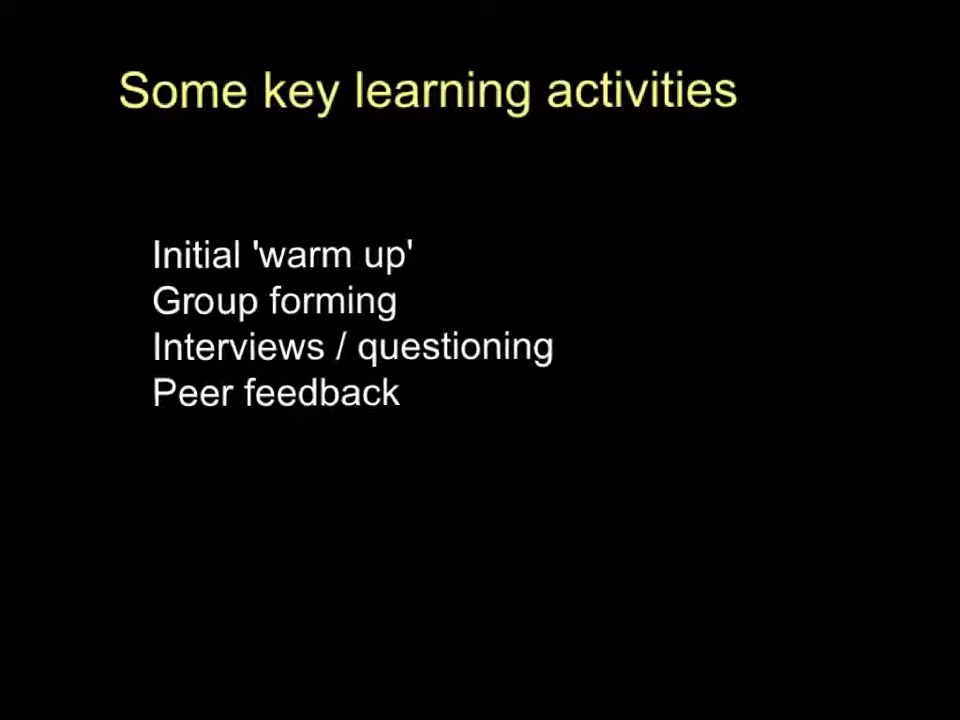 Some key learning activities
Initial 'warm up'
Group forming
Interviews / questioning
Peer feedback